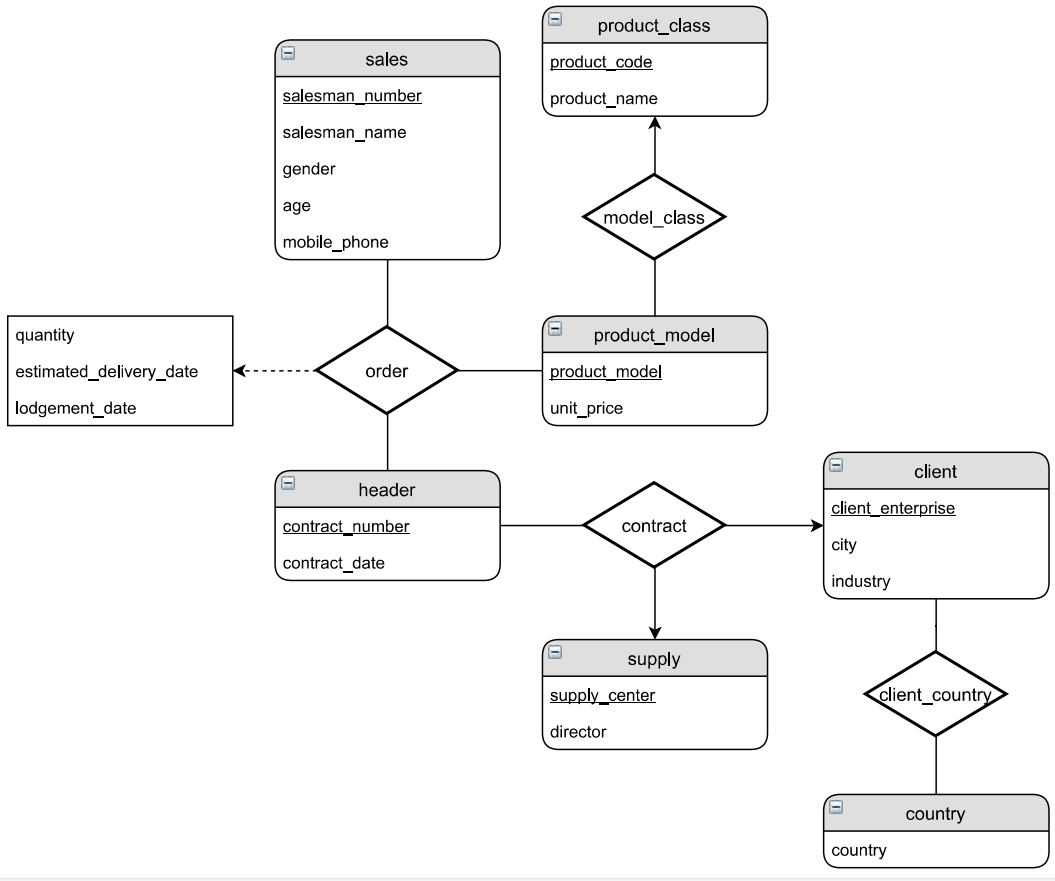 product_class
product_code
product_name
sales
salesman_number
salesman_name
gender
age
mobile_phone
model_class
quantity
estimated_delivery_date
lodgement_date
order
product_model
product_model
unit_price
header
contract_number
contract_date
contract
client
client_enterprise
city
industry
supply
supply_center
director
client_country
country
country